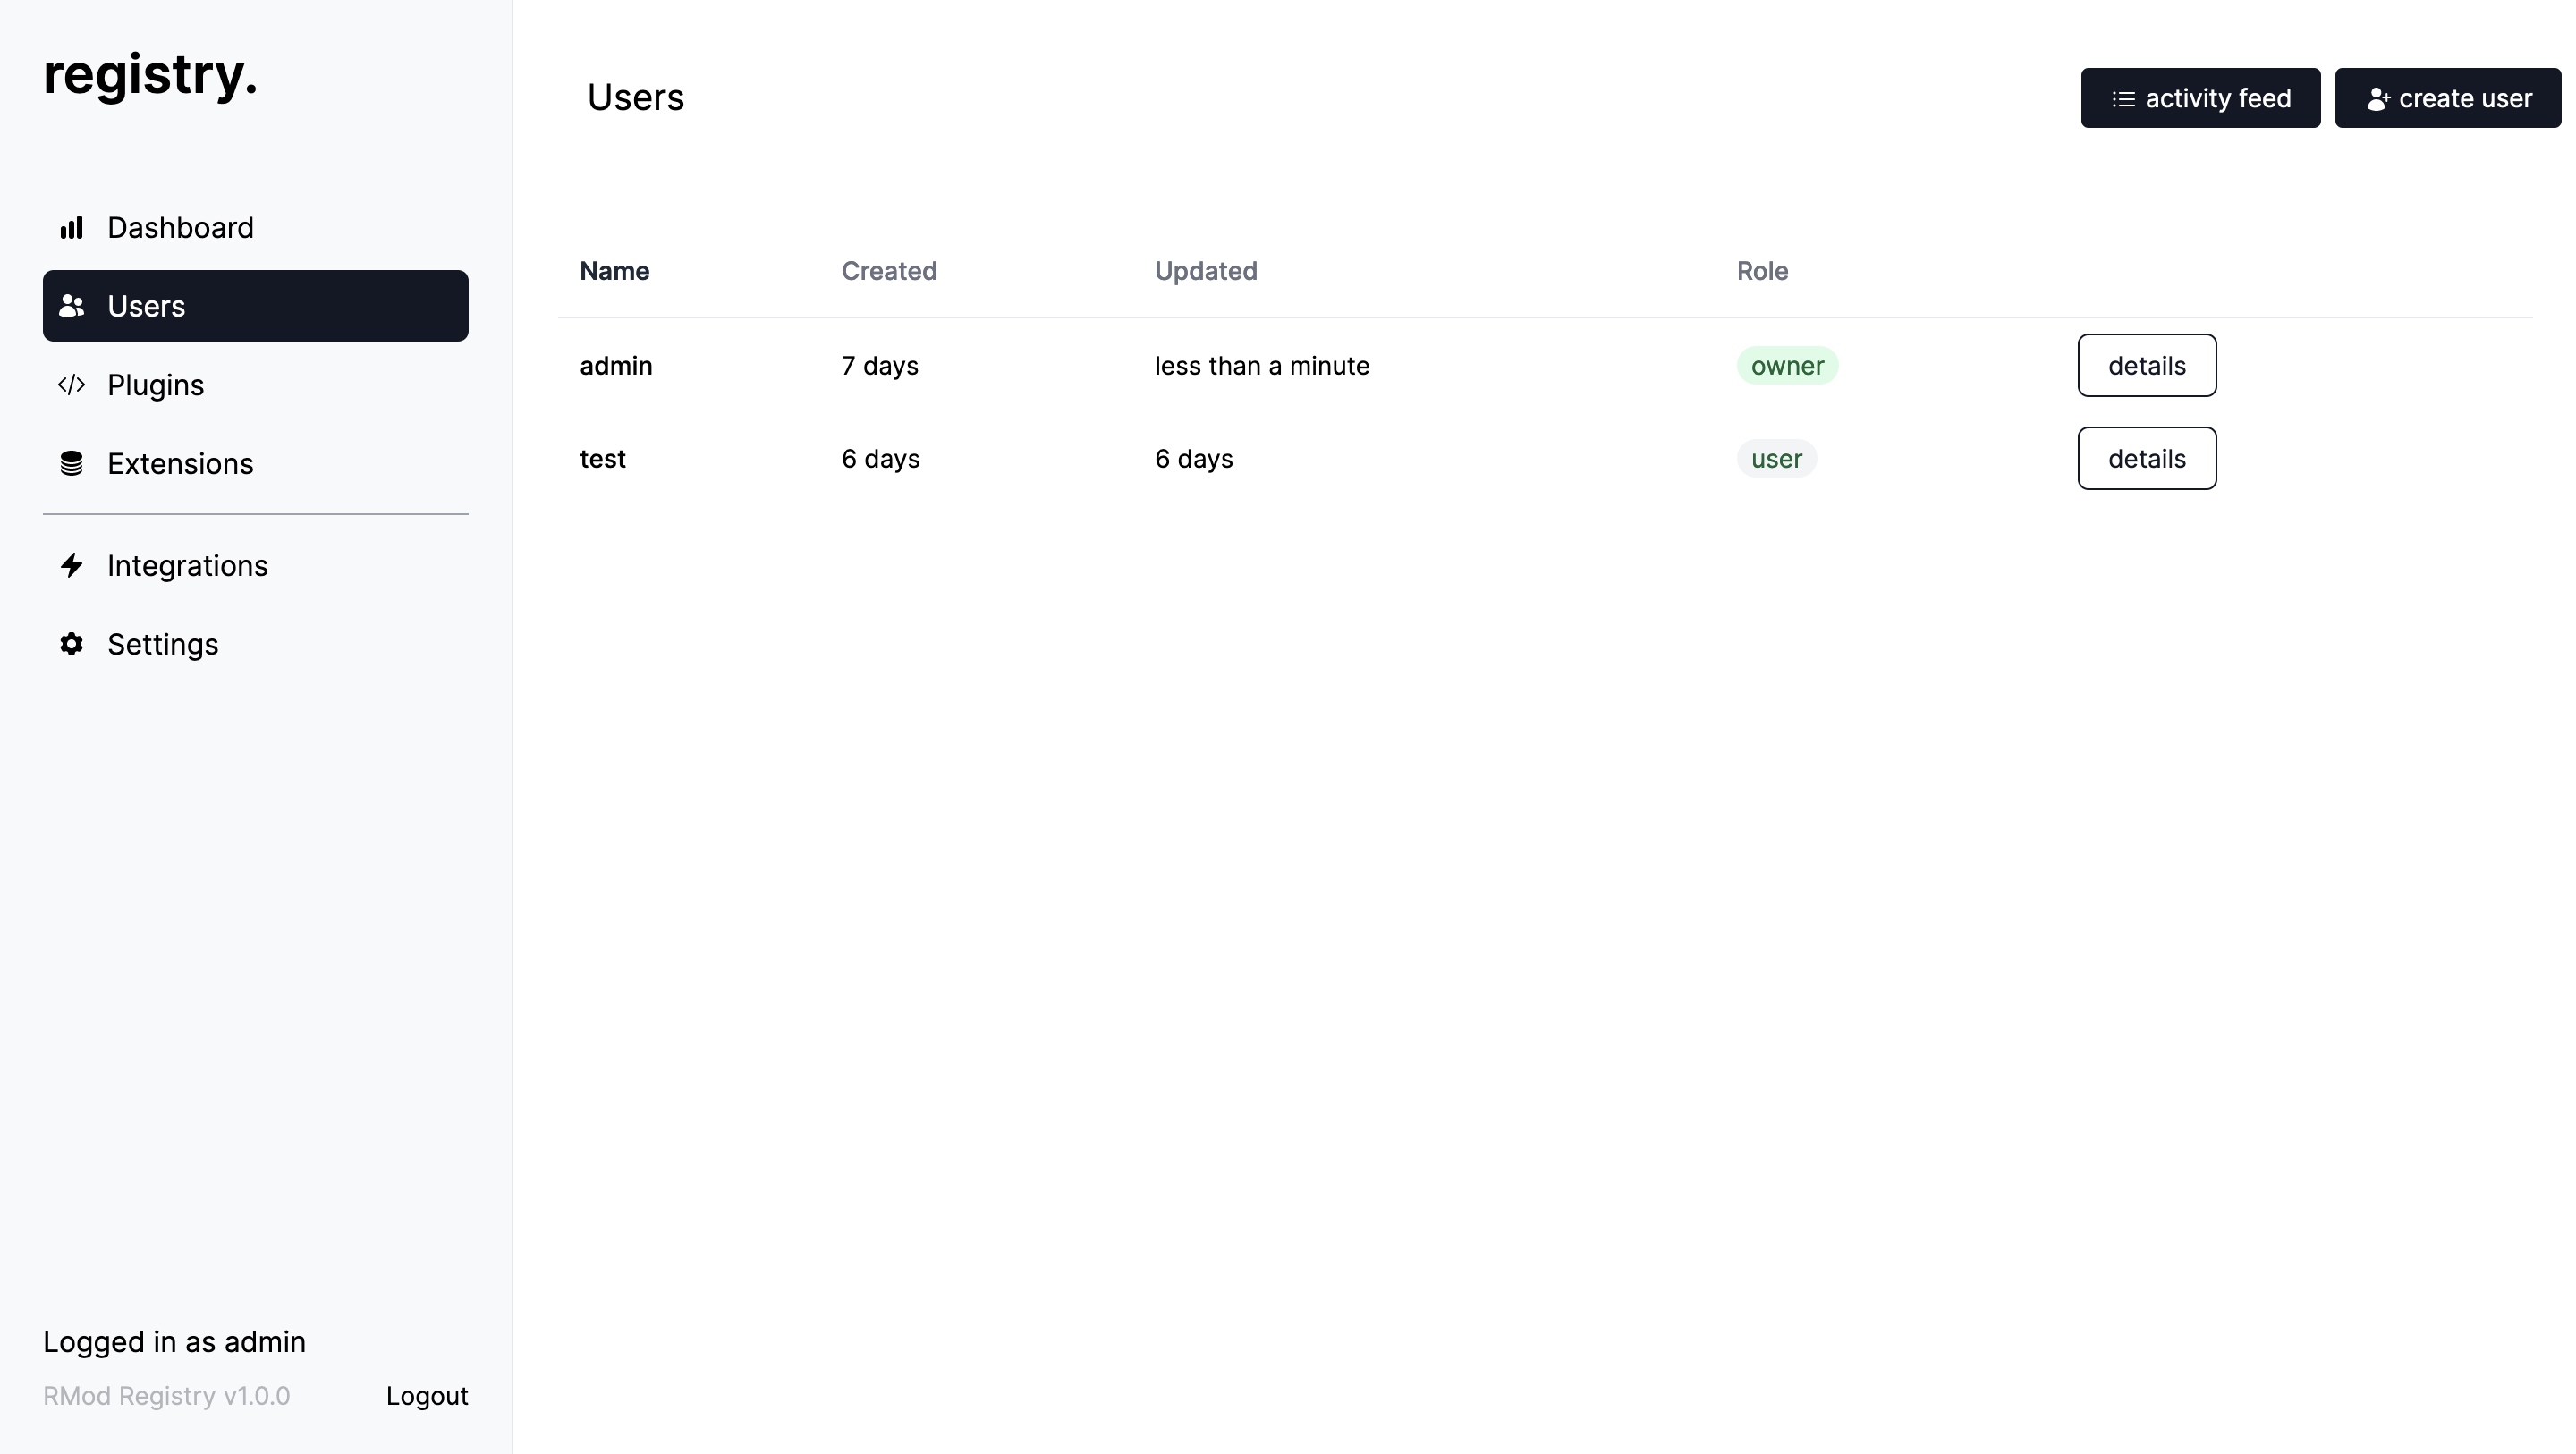 registry.
Dashboard
Users
Plugins
Extensions
Integrations
Settings
Logged in as admin
RMod Registry v1.0.0 Logout
Users activity feed create user
Name Created Updated Role
admin 7 days less than a minute owner details
test 6 days 6 days user details